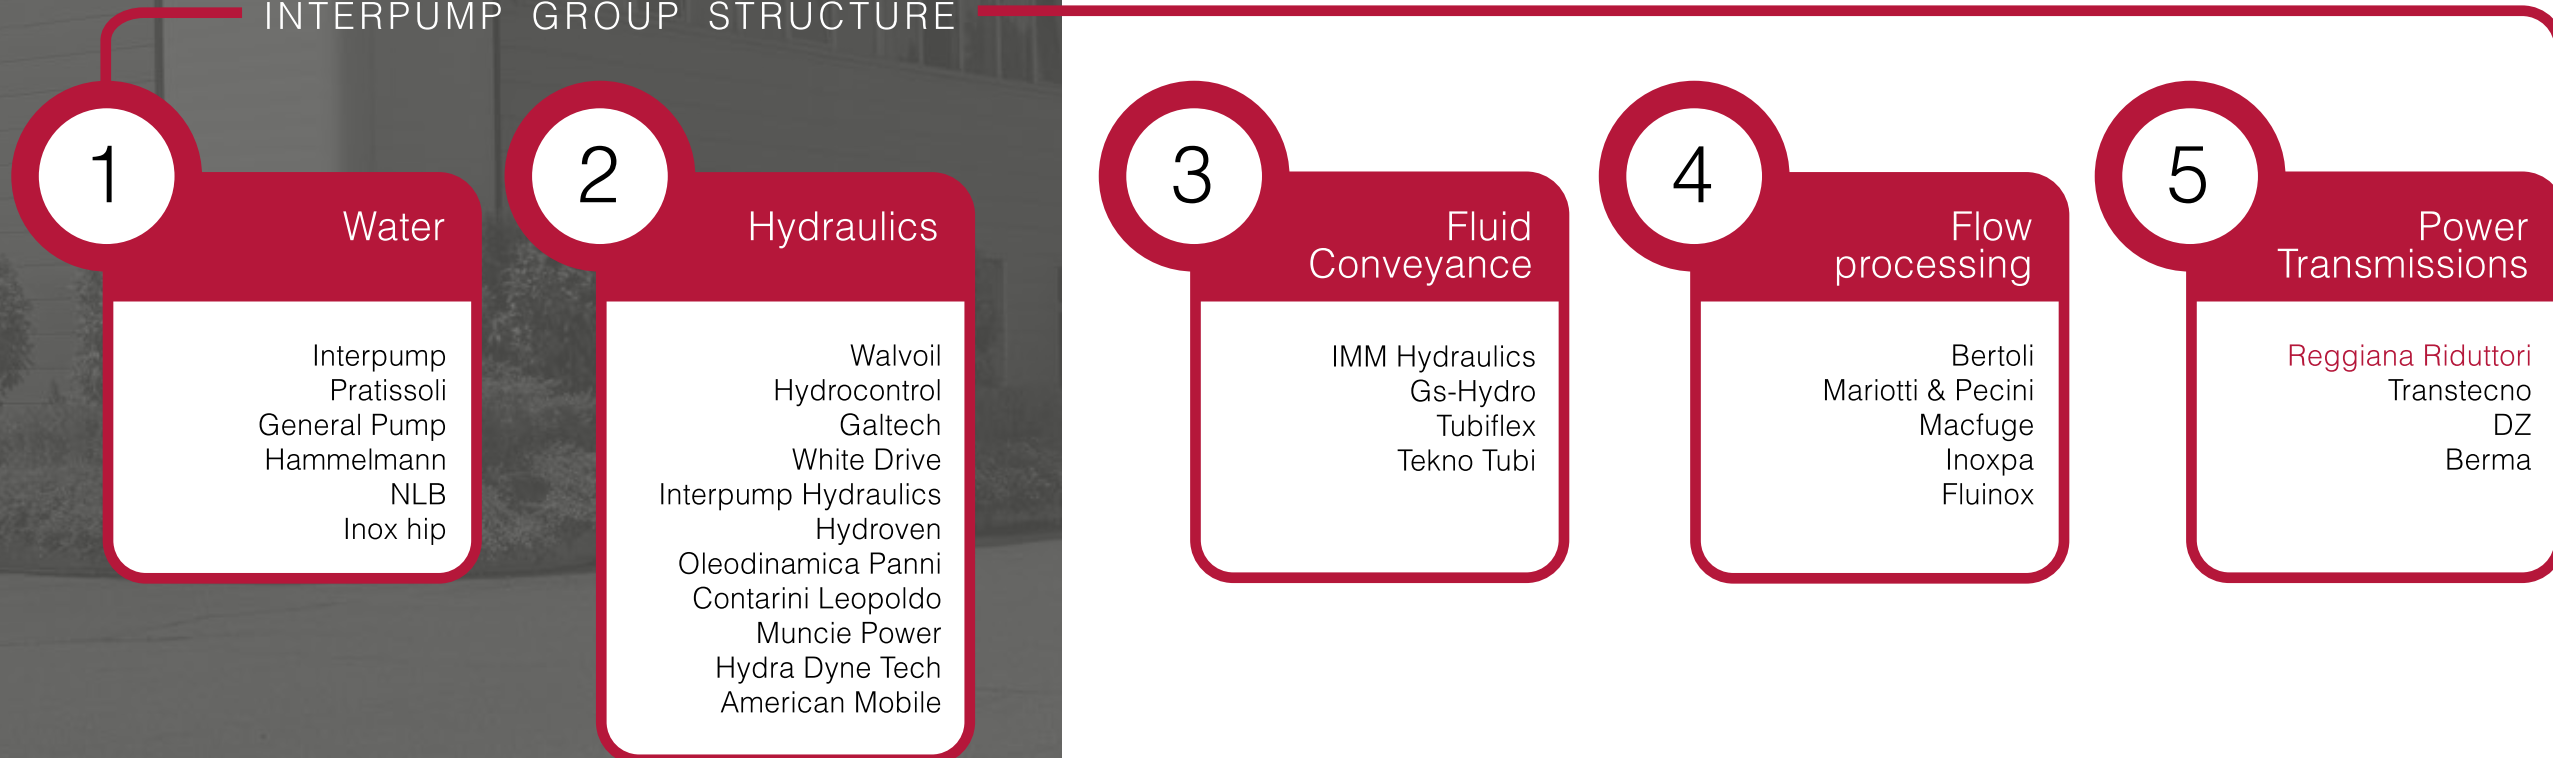 INTERPUMP GROUP STRUCTURE
1
Water
Interpump
Pratissoli
General Pump
Hammelmann
NLB
Inox hip
2
Hydraulics
Walvoil
Hydrocontrol
Galtech
White Drive
Interpump Hydraulics
Hydroven
Oleodinamica Panni
Contarini Leopoldo
Muncie Power
Hydra Dyne Tech
American Mobile
3
Fluid
Conveyance
IMM Hydraulics
Gs-Hydro
Tubiflex
Tekno Tubi
4
Flow
processing
Bertoli
Mariotti & Pecini
Macfuge
Inoxpa
Fluinox
5
Power
Transmissions
Reggiana Riduttori
Transtecno
DZ
Berma